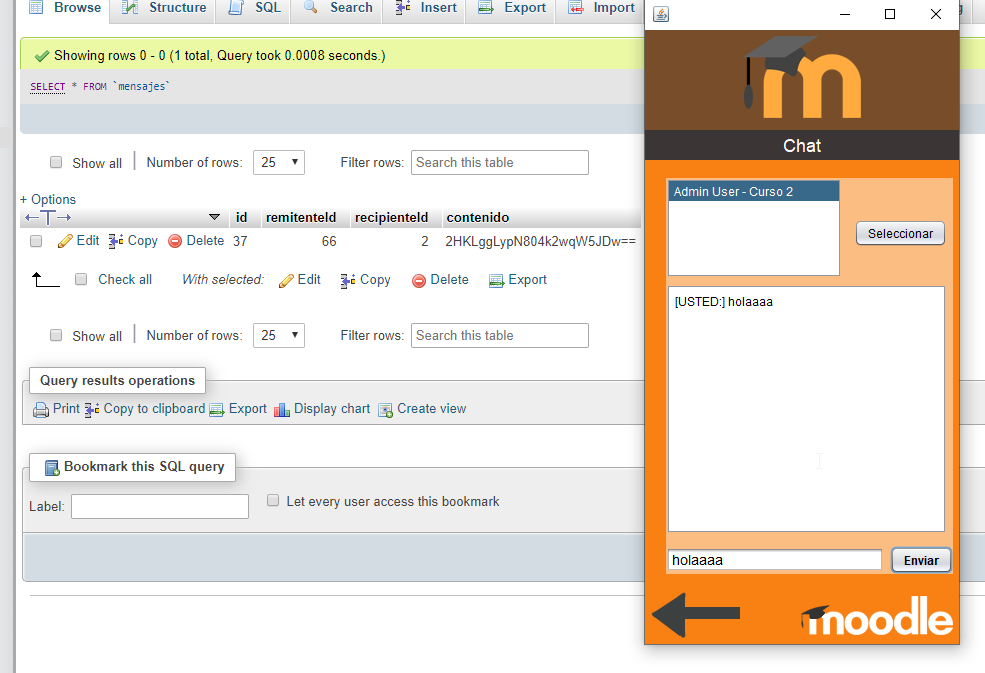 Browse Structure SQL Search Insert Export Import
Showing rows 0 - 0 (1 total, Query took 0.0008 seconds.)
SELECT * FROM `mensajes`
Show all Number of rows: 25 Filter rows: Search this table
+ Options
id remitenteId recipienteId contenido
Edit Copy Delete 37 66 2 2HKLggLypN804k2wqW5JDw==
Check all With selected: Edit Copy Delete Export
Show all Number of rows: 25 Filter rows: Search this table
Query results operations
Print Copy to clipboard Export Display chart Create view
Bookmark this SQL query
Label: Let every user access this bookmark
m
Chat
Admin User - Curso 2
Seleccionar
[USTED:] holaaaa
holaaaa Enviar
moodle